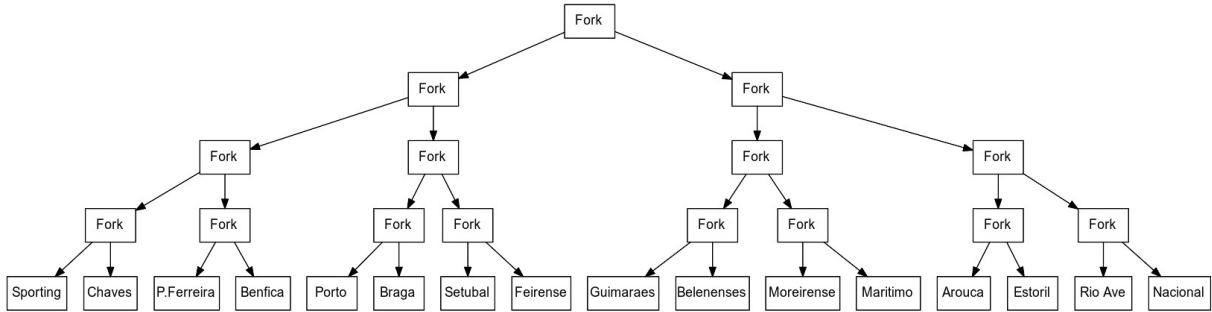 Fork
Fork Fork
Fork Fork Fork Fork
Fork Fork Fork Fork Fork Fork Fork Fork
Sporting Chaves P.Ferreira Benfica Porto Braga Setubal Feirense Guimaraes Belenenses Moreirense Maritimo Arouca Estoril Rio Ave Nacional